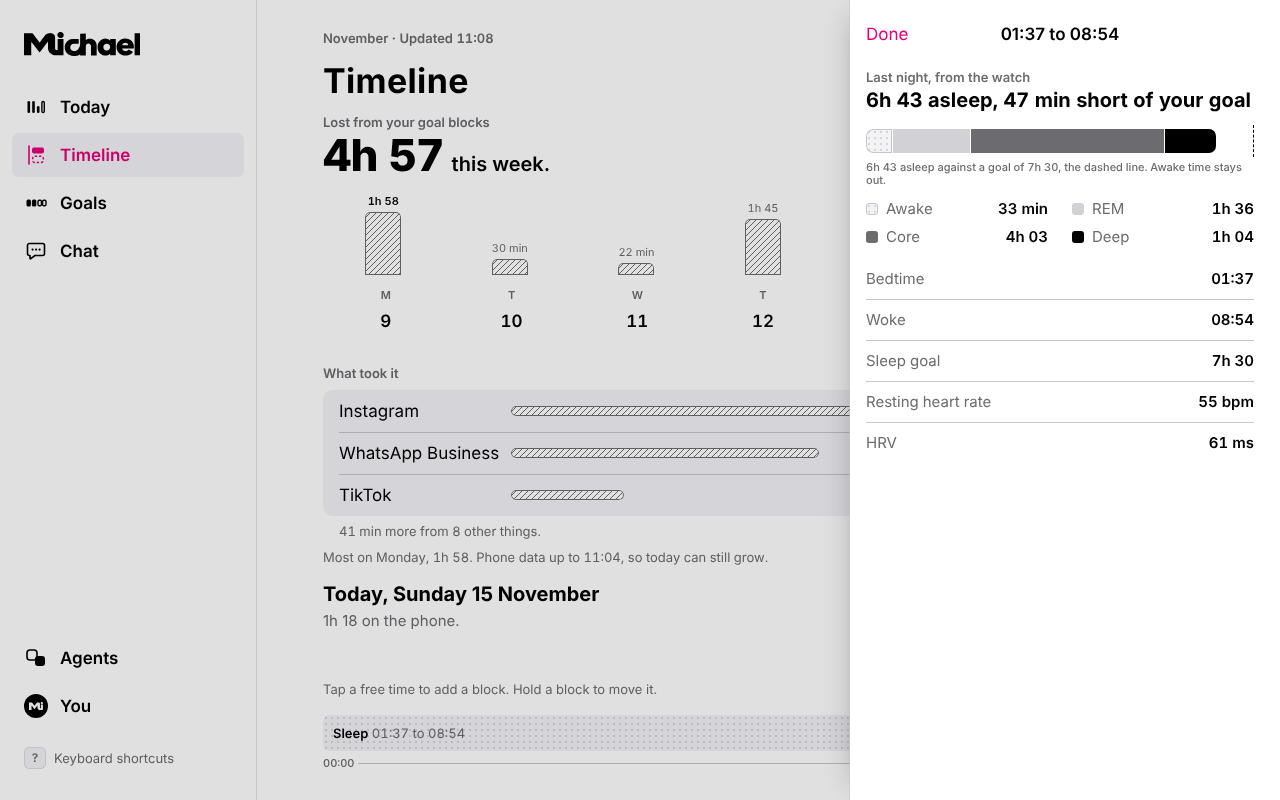 Michael
Today
Timeline
Goals
Chat
Agents
Mi
You
?
Keyboard shortcuts
November · Updated 11:08
Timeline
Lost from your goal blocks
4h 57 this week.
1h 58
30 min
22 min
1h 45
M
T
W
T
9
10
11
12
What took it
Instagram
WhatsApp Business
TikTok
41 min more from 8 other things.
Most on Monday, 1h 58. Phone data up to 11:04, so today can still grow.
Today, Sunday 15 November
1h 18 on the phone.
Tap a free time to add a block. Hold a block to move it.
Sleep 01:37 to 08:54
00:00
Done
01:37 to 08:54
Last night, from the watch
6h 43 asleep, 47 min short of your goal
6h 43 asleep against a goal of 7h 30, the dashed line. Awake time stays
out.
Awake 33 min
REM 1h 36
Core 4h 03
Deep 1h 04
Bedtime 01:37
Woke 08:54
Sleep goal 7h 30
Resting heart rate 55 bpm
HRV 61 ms